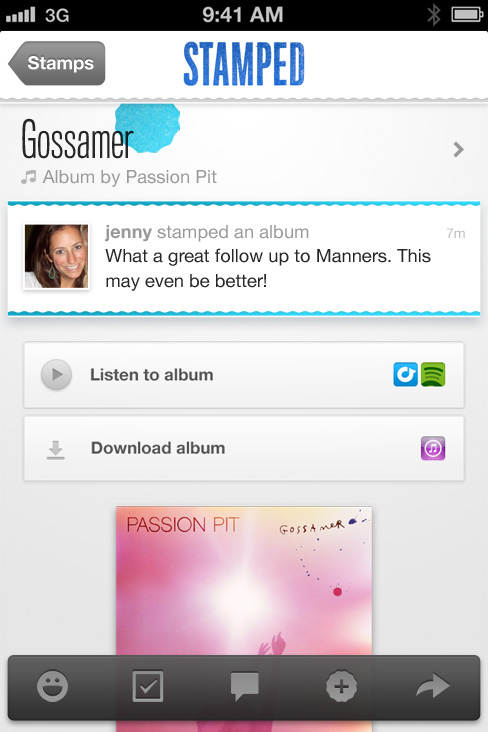 3G 9:41 AM
Stamps STAMPED
Gossamer
Album by Passion Pit
jenny stamped an album 7m
What a great follow up to Manners. This
may even be better!
Listen to album
Download album
PASSION PIT GOSSAMER